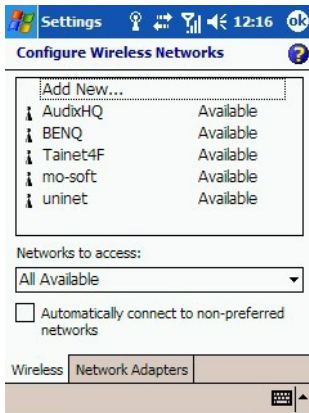 Settings 12:16 ok
Configure Wireless Networks
Add New...
AudixHQ Available
BENQ Available
Tainet4F Available
mo-soft Available
uninet Available
Networks to access:
All Available
Automatically connect to non-preferred
networks
Wireless Network Adapters